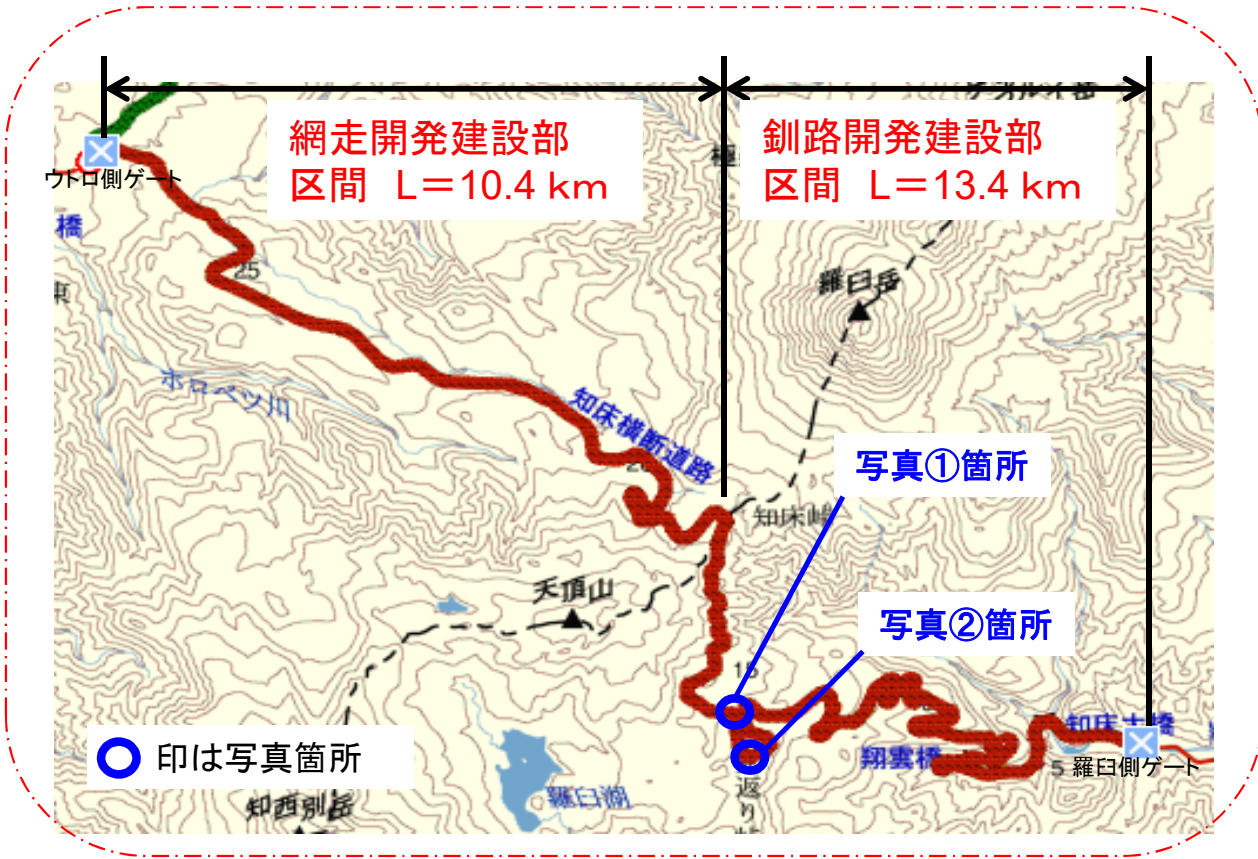 網走開発建設部
区間 L=10.4 km
釧路開発建設部
区間 L=13.4 km
ウトロ側ゲート
橋
25
東
羅臼岳
ホロベツ川
知床横断道路
写真①箇所
知床峠
天頂山
写真②箇所
15
知床大橋
翔雲橋
5
羅臼側ゲート
印は写真箇所
羅臼湖
返り
知西別岳